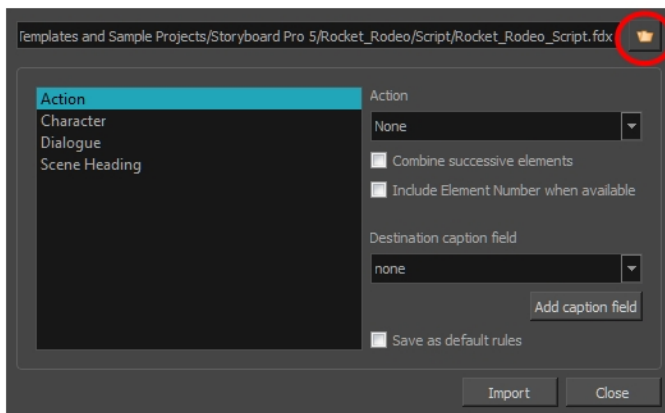 Templates and Sample Projects/Storyboard Pro 5/Rocket_Rodeo/Script/Rocket_Rodeo_Script.fdx
Action
Character
Dialogue
Scene Heading
Action
None
Combine successive elements
Include Element Number when available
Destination caption field
none
Add caption field
Save as default rules
Import
Close